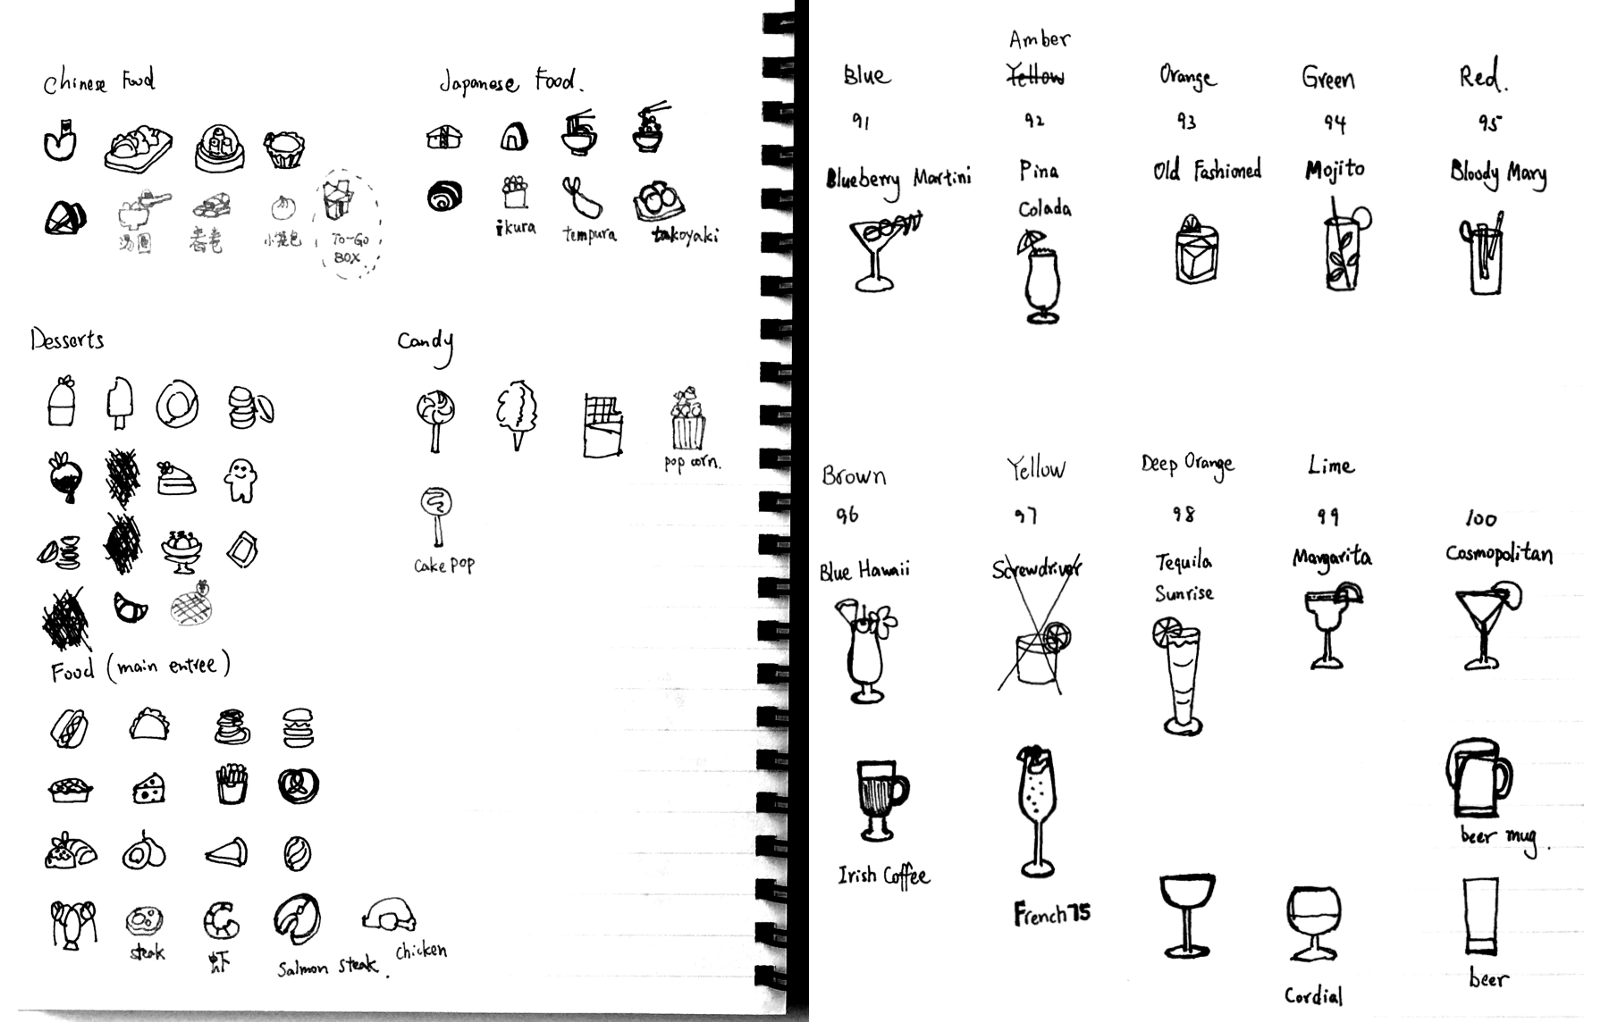 Chinese Food
湯圓
春卷
小籠包
TO-GO
BOX
Japanese Food.
ikura
tempura
takoyaki
Desserts
Candy
pop corn.
Cake Pop
Food (main entree)
steak
虾
Salmon steak.
chicken
Blue
Amber
Yellow
Orange
Green
Red.
91
92
93
94
95
Blueberry Martini
Pina
Colada
Old Fashioned
Mojito
Bloody Mary
Brown
Yellow
Deep Orange
Lime
96
97
98
99
100
Blue Hawaii
Screwdriver
Tequila
Sunrise
Margarita
Cosmopolitan
Irish Coffee
French 75
beer mug.
Cordial
beer